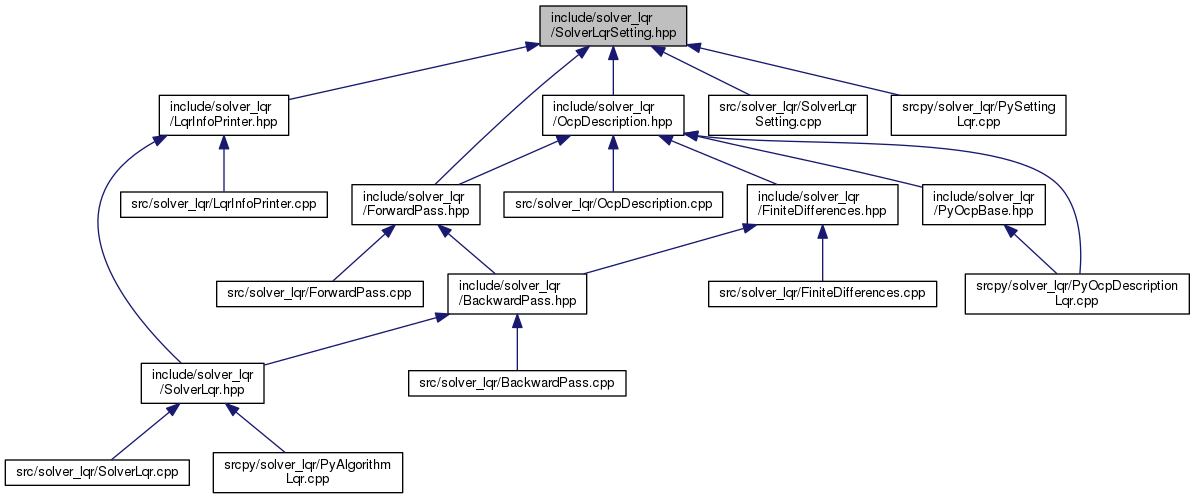 include/solver_lqr
/SolverLqrSetting.hpp
include/solver_lqr
/LqrInfoPrinter.hpp
include/solver_lqr
/OcpDescription.hpp
src/solver_lqr/SolverLqr
Setting.cpp
srcpy/solver_lqr/PySetting
Lqr.cpp
src/solver_lqr/LqrInfoPrinter.cpp
include/solver_lqr
/ForwardPass.hpp
src/solver_lqr/OcpDescription.cpp
include/solver_lqr
/FiniteDifferences.hpp
include/solver_lqr
/PyOcpBase.hpp
src/solver_lqr/ForwardPass.cpp
include/solver_lqr
/BackwardPass.hpp
src/solver_lqr/FiniteDifferences.cpp
srcpy/solver_lqr/PyOcpDescription
Lqr.cpp
include/solver_lqr
/SolverLqr.hpp
src/solver_lqr/BackwardPass.cpp
src/solver_lqr/SolverLqr.cpp
srcpy/solver_lqr/PyAlgorithm
Lqr.cpp